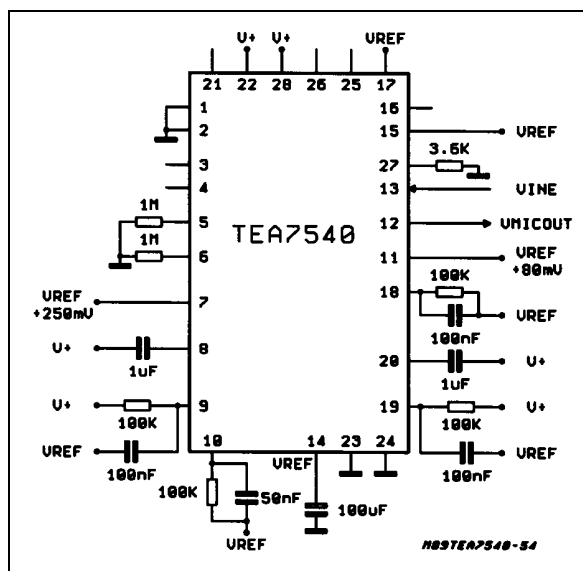 V+ V+ VREF
21 22 28 26 25 17
1 16
2 15 VREF
3 27 3.6K
4 13 VINE
1M 5 12 VMICOUT
1M 6 TEA7540 11 VREF +80mV
VREF +250mV 7 18 100K
100nF VREF
V+ 1uF 8 20 1uF V+
V+ 100K 9 19 100K V+
VREF 100nF 100nF VREF
10 14 23 24
VREF
100K 50nF 100uF
VREF
M89TEA7540-54